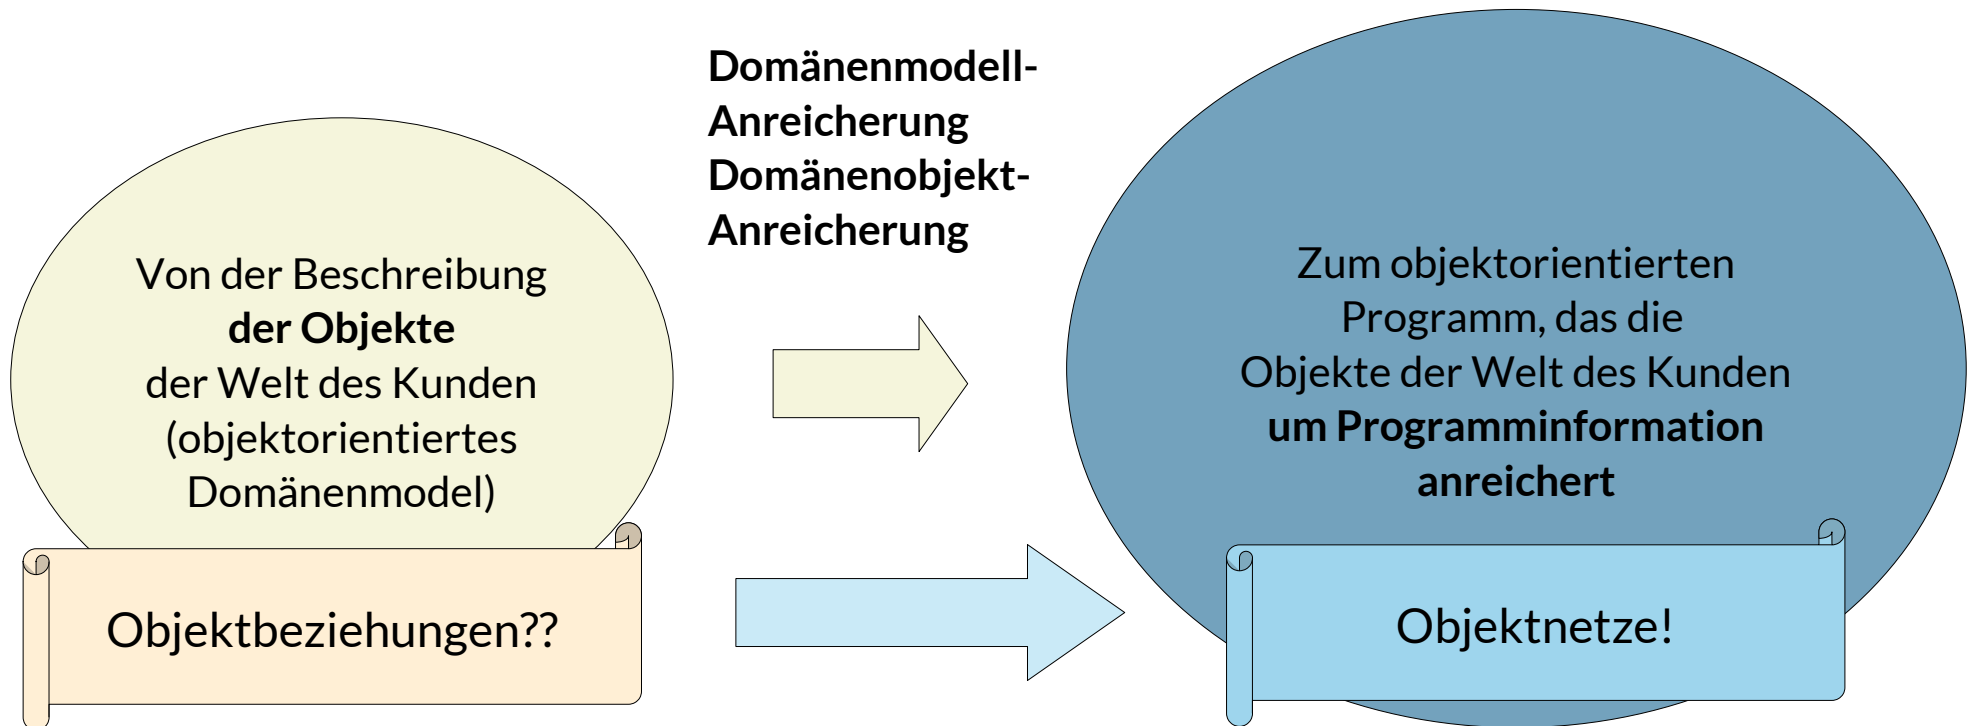 Domänenmodell-
Anreicherung
Domänenobjekt-
Anreicherung
Von der Beschreibung
der Objekte
der Welt des Kunden
(objektorientiertes
Domänenmodel)
Objektbeziehungen??
Zum objektorientierten
Programm, das die
Objekte der Welt des Kunden
um Programminformation
anreichert
Objektnetze!